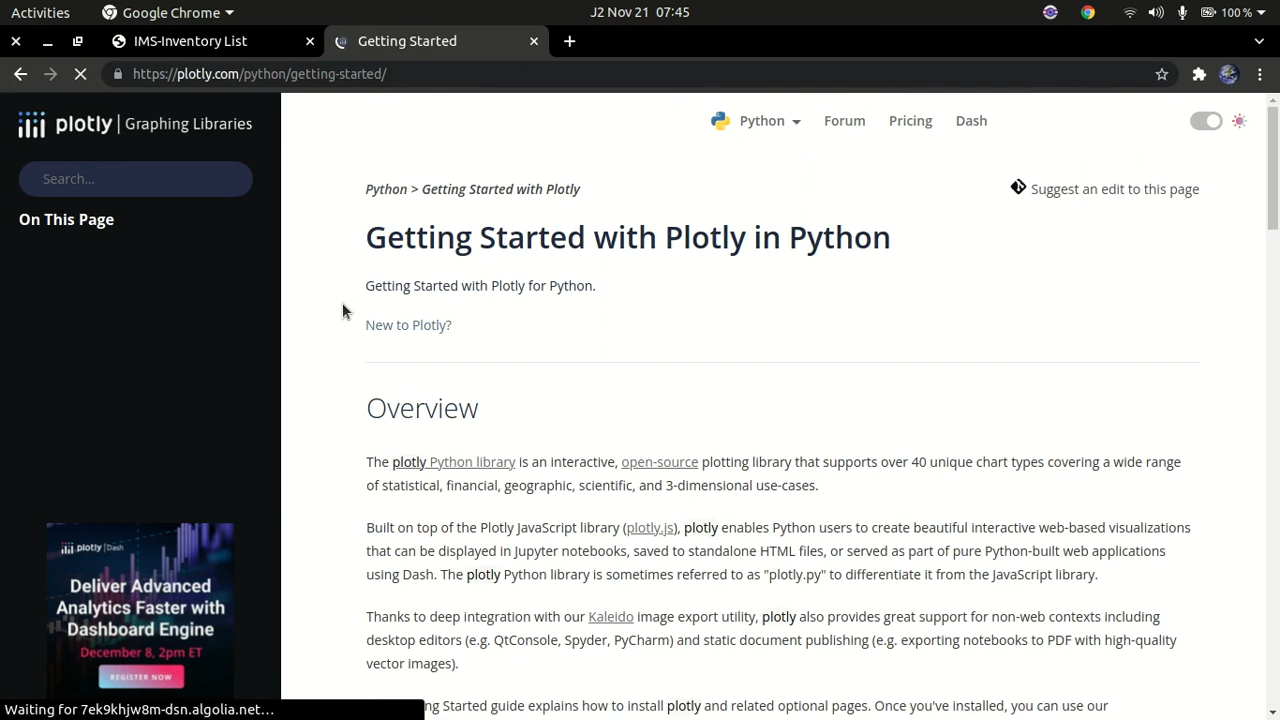 Activities
Google Chrome
J2 Nov 21 07:45
100 %
IMS-Inventory List
Getting Started
https://plotly.com/python/getting-started/
plotly | Graphing Libraries
Python
Forum
Pricing
Dash
Search...
On This Page
Python > Getting Started with Plotly
Suggest an edit to this page
Getting Started with Plotly in Python
Getting Started with Plotly for Python.
New to Plotly?
Overview
The plotly Python library is an interactive, open-source plotting library that supports over 40 unique chart types covering a wide range
of statistical, financial, geographic, scientific, and 3-dimensional use-cases.
Built on top of the Plotly JavaScript library (plotly.js), plotly enables Python users to create beautiful interactive web-based visualizations
that can be displayed in Jupyter notebooks, saved to standalone HTML files, or served as part of pure Python-built web applications
using Dash. The plotly Python library is sometimes referred to as "plotly.py" to differentiate it from the JavaScript library.
Thanks to deep integration with our Kaleido image export utility, plotly also provides great support for non-web contexts including
desktop editors (e.g. QtConsole, Spyder, PyCharm) and static document publishing (e.g. exporting notebooks to PDF with high-quality
vector images).
ng Started guide explains how to install plotly and related optional pages. Once you've installed, you can use our
plotly | Dash
Deliver Advanced
Analytics Faster with
Dashboard Engine
December 8, 2pm ET
REGISTER NOW
Waiting for 7ek9khjw8m-dsn.algolia.net...